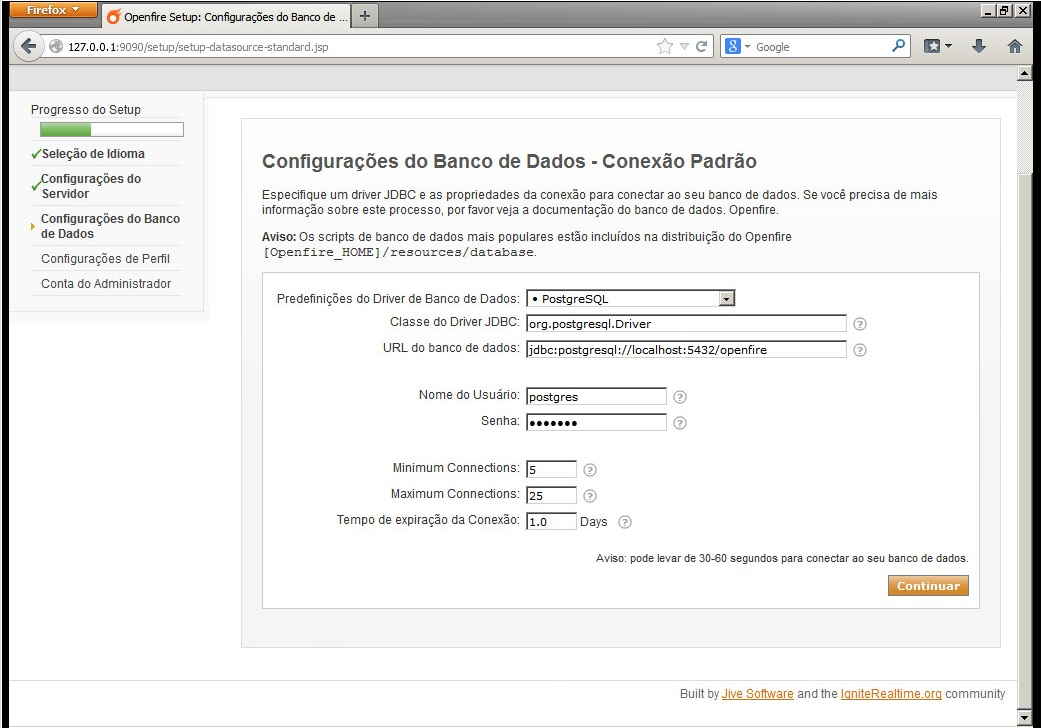 Firefox
Openfire Setup: Configurações do Banco de ...
127.0.0.1:9090/setup/setup-datasource-standard.jsp
Google
Progresso do Setup
Seleção de Idioma
Configurações do
Servidor
Configurações do Banco
de Dados
Configurações de Perfil
Conta do Administrador
Configurações do Banco de Dados - Conexão Padrão
Especifique um driver JDBC e as propriedades da conexão para conectar ao seu banco de dados. Se você precisa de mais
informação sobre este processo, por favor veja a documentação do banco de dados. Openfire.
Aviso: Os scripts de banco de dados mais populares estão incluídos na distribuição do Openfire
[Openfire_HOME]/resources/database.
Predefinições do Driver de Banco de Dados: • PostgreSQL
Classe do Driver JDBC: org.postgresql.Driver ?
URL do banco de dados: jdbc:postgresql://localhost:5432/openfire ?
Nome do Usuário: postgres ?
Senha: ●●●●●●● ?
Minimum Connections: 5 ?
Maximum Connections: 25 ?
Tempo de expiração da Conexão: 1.0 Days ?
Aviso: pode levar de 30-60 segundos para conectar ao seu banco de dados.
Continuar
Built by Jive Software and the IgniteRealtime.org community